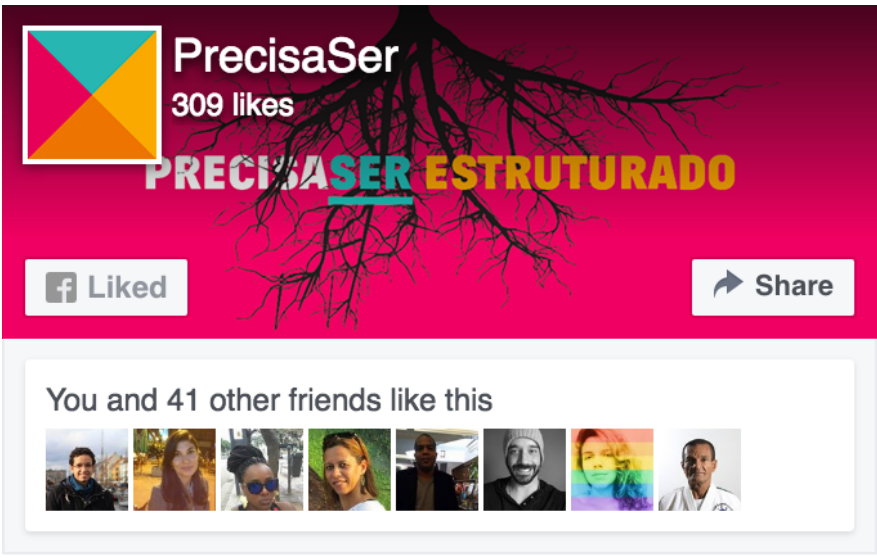 PrecisaSer
309 likes
PRECISASER ESTRUTURADO
Liked
Share
You and 41 other friends like this